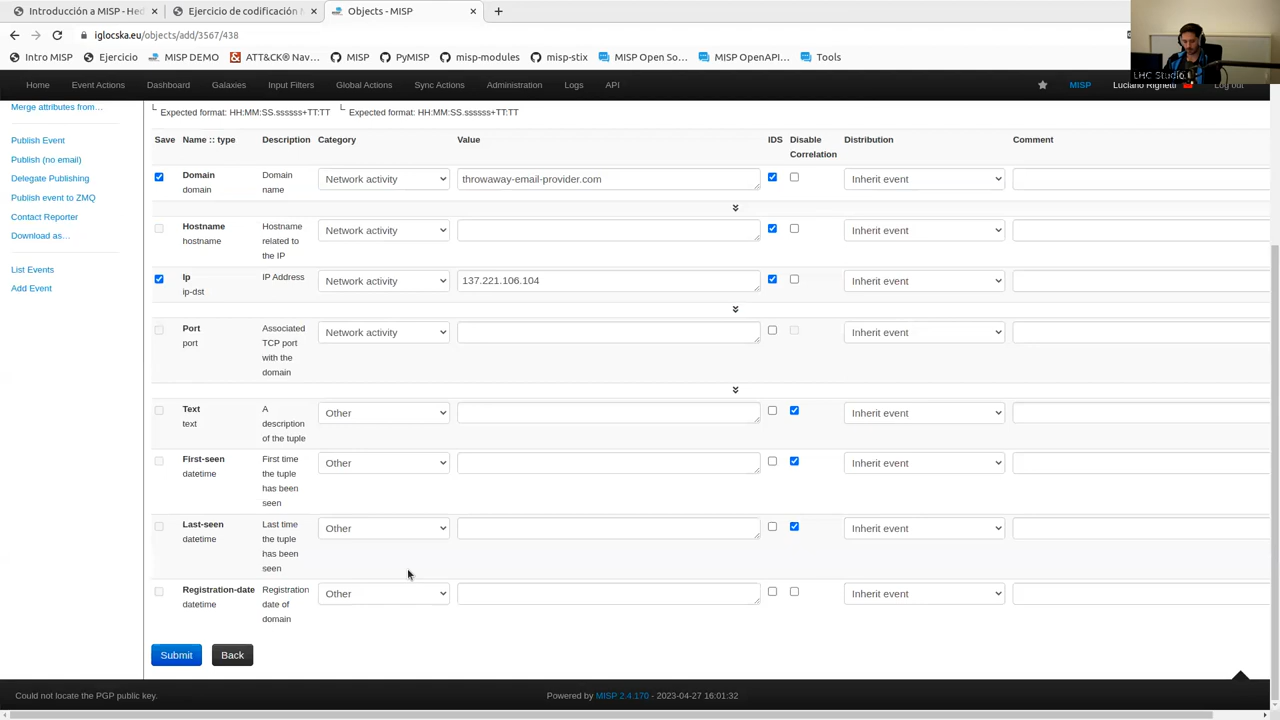 Introducción a MISP - Hed
Ejercicio de codificación
Objects - MISP
iglocska.eu/objects/add/3567/438
Intro MISP
Ejercicio
MISP DEMO
ATT&CK® Nav…
MISP
PyMISP
misp-modules
misp-stix
MISP Open So…
MISP OpenAPI…
Tools
LHC Studio 1
Home
Event Actions
Dashboard
Galaxies
Input Filters
Global Actions
Sync Actions
Administration
Logs
API
MISP
Luciano Righetti
Log out
Merge attributes from…
Publish Event
Publish (no email)
Delegate Publishing
Publish event to ZMQ
Contact Reporter
Download as…
List Events
Add Event
Expected format: HH:MM:SS.ssssss+TT:TT
Expected format: HH:MM:SS.ssssss+TT:TT
Save
Name :: type
Description
Category
Value
IDS
Disable
Correlation
Distribution
Comment
Domain
domain
Domain
name
Network activity
throwaway-email-provider.com
Inherit event
Hostname
hostname
Hostname
related to
the IP
Network activity
Inherit event
Ip
ip-dst
IP Address
Network activity
137.221.106.104
Inherit event
Port
port
Associated
TCP port
with the
domain
Network activity
Inherit event
Text
text
A
description
of the tuple
Other
Inherit event
First-seen
datetime
First time
the tuple
has been
seen
Other
Inherit event
Last-seen
datetime
Last time
the tuple
has been
seen
Other
Inherit event
Registration-date
datetime
Registration
date of
domain
Other
Inherit event
Submit
Back
Could not locate the PGP public key.
Powered by MISP 2.4.170 - 2023-04-27 16:01:32